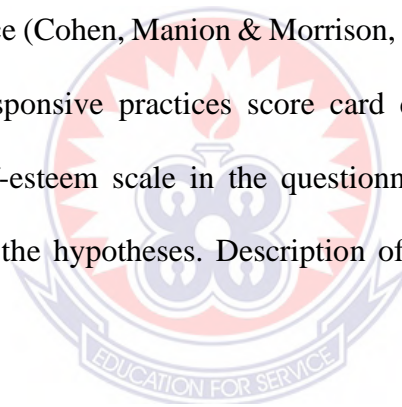 ce (Cohen, Manion & Morrison,
sponsive practices score card
-esteem scale in the questionn
the hypotheses. Description of
EDUCATION FOR SERVICE